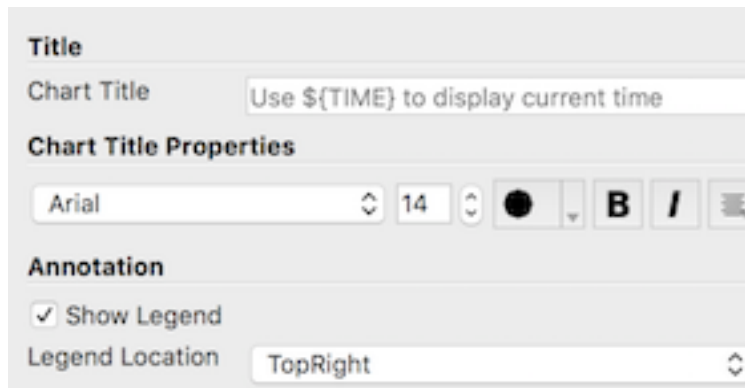 Title
Chart Title Use ${TIME} to display current time
Chart Title Properties
Arial 14 B I
Annotation
Show Legend
Legend Location TopRight